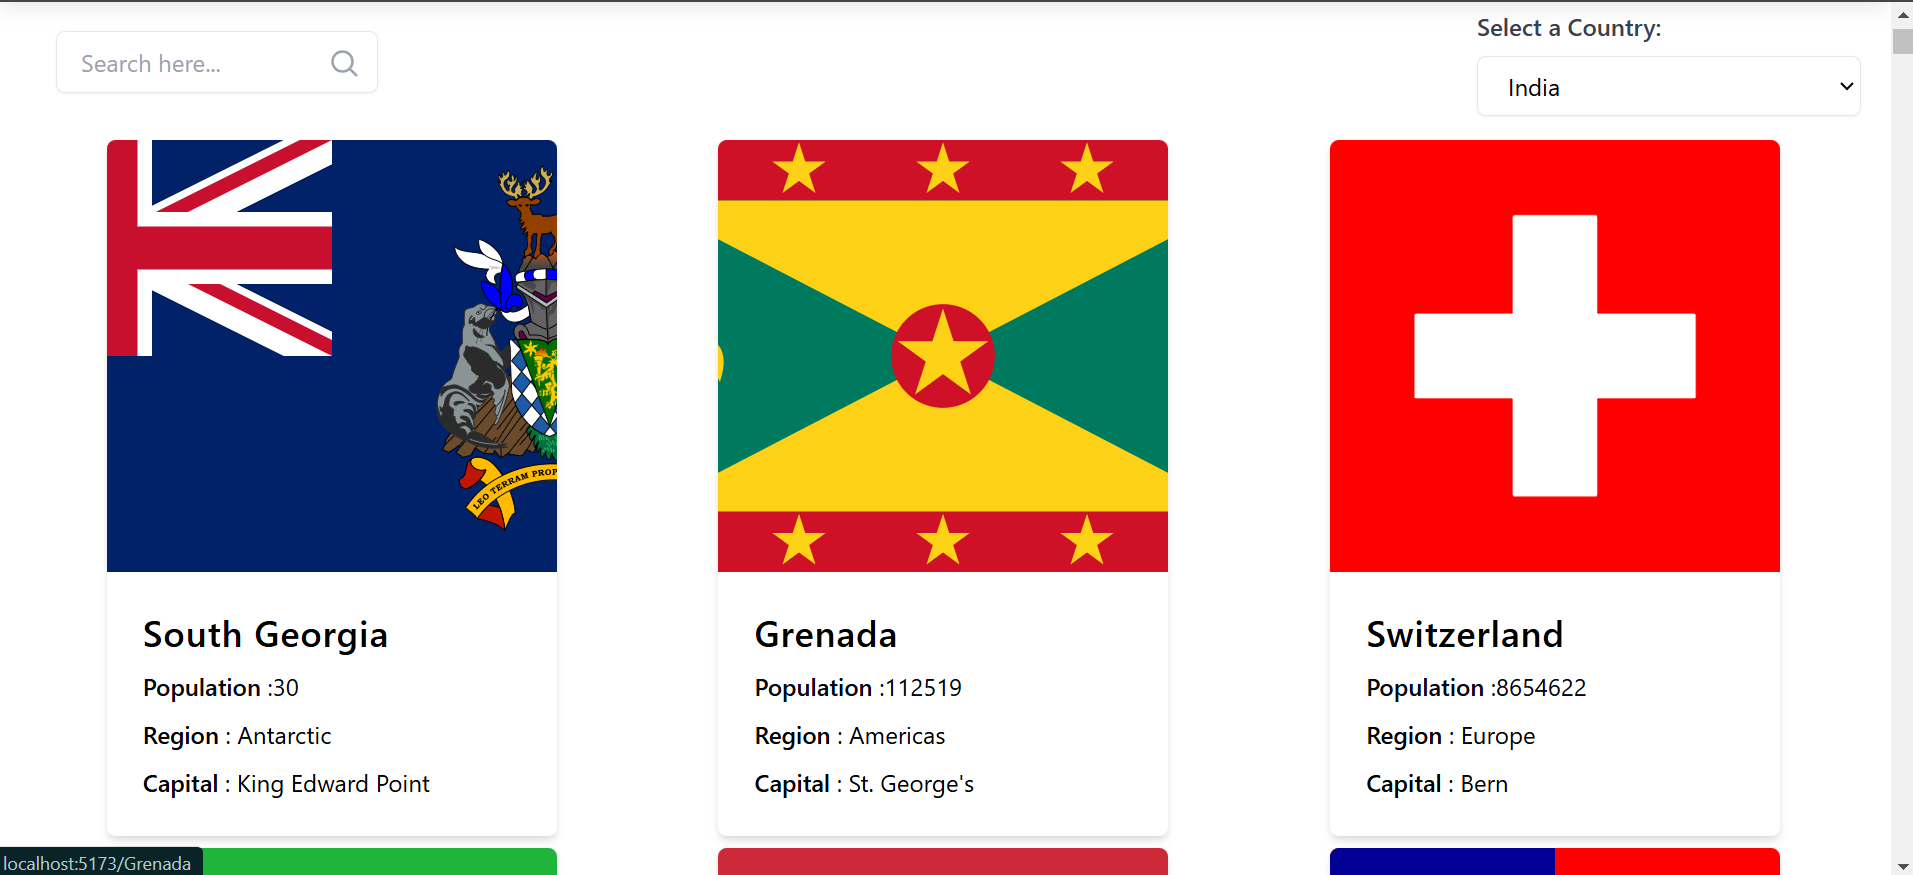 Select a Country:
Search here...
India
LEO TERRAM PROP
South Georgia
Population :30
Region : Antarctic
Capital : King Edward Point
Grenada
Population :112519
Region : Americas
Capital : St. George's
Switzerland
Population :8654622
Region : Europe
Capital : Bern
localhost:5173/Grenada